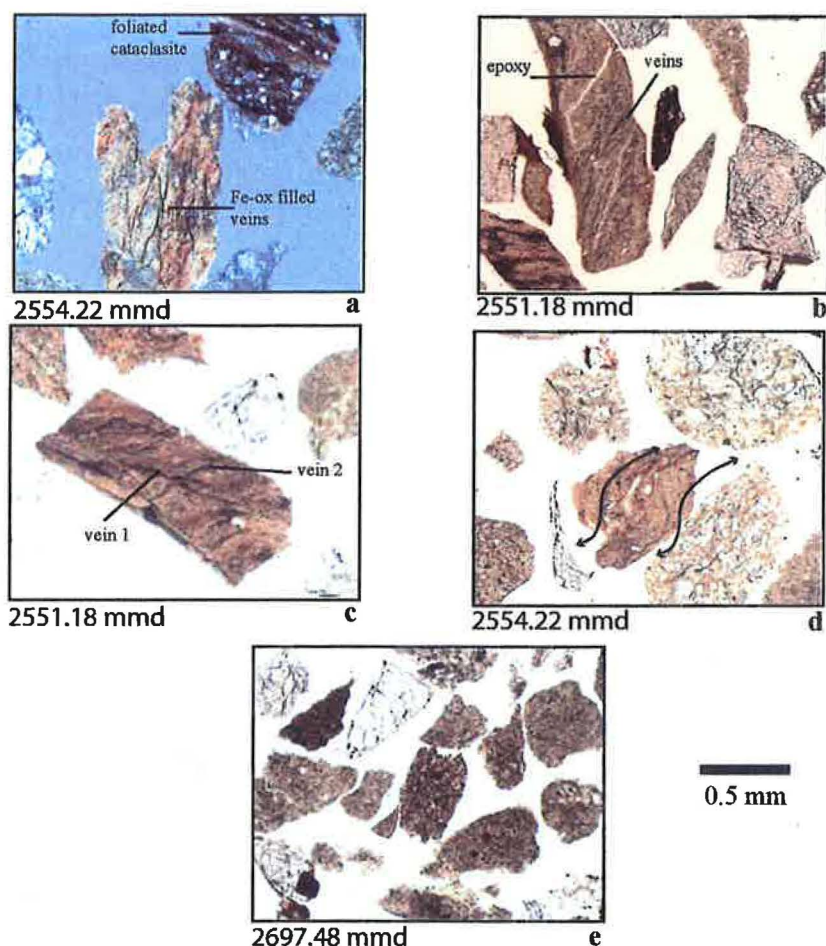 foliated
cataclasite
Fe-ox filled
veins
2554.22 mmd
a
epoxy
veins
2551.18 mmd
b
vein 2
vein 1
2551.18 mmd
c
2554.22 mmd
d
2697.48 mmd
e
0.5 mm